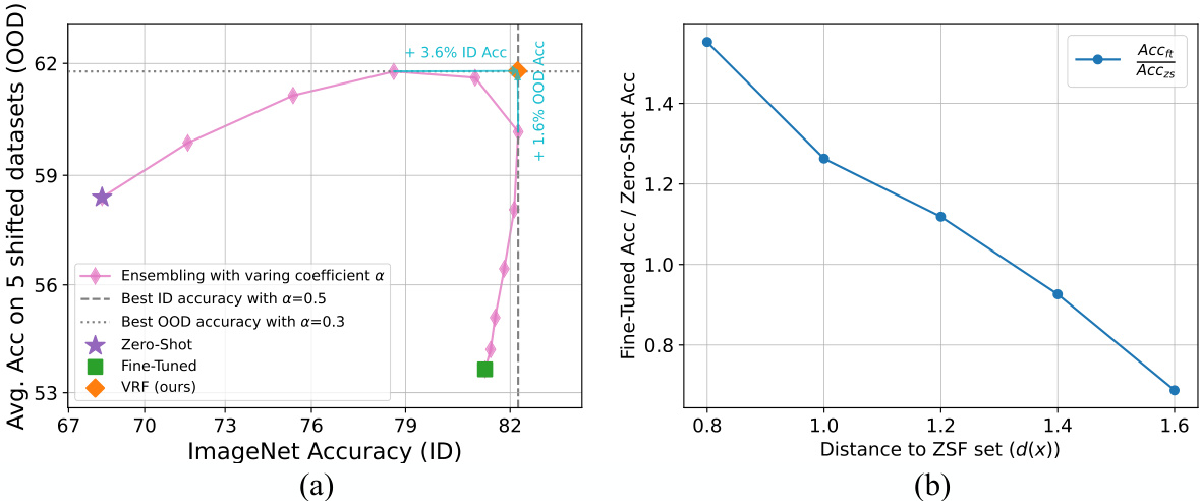 Avg. Acc on 5 shifted datasets (OOD)
62
59
56
53
+ 3.6% ID Acc
+ 1.6% OOD Acc
Ensembling with varing coefficient α
Best ID accuracy with α=0.5
Best OOD accuracy with α=0.3
Zero-Shot
Fine-Tuned
VRF (ours)
67 70 73 76 79 82
ImageNet Accuracy (ID)
(a)
Fine-Tuned Acc / Zero-Shot Acc
1.4
1.2
1.0
0.8
Acc_ft
Acc_zs
0.8 1.0 1.2 1.4 1.6
Distance to ZSF set (d(x))
(b)